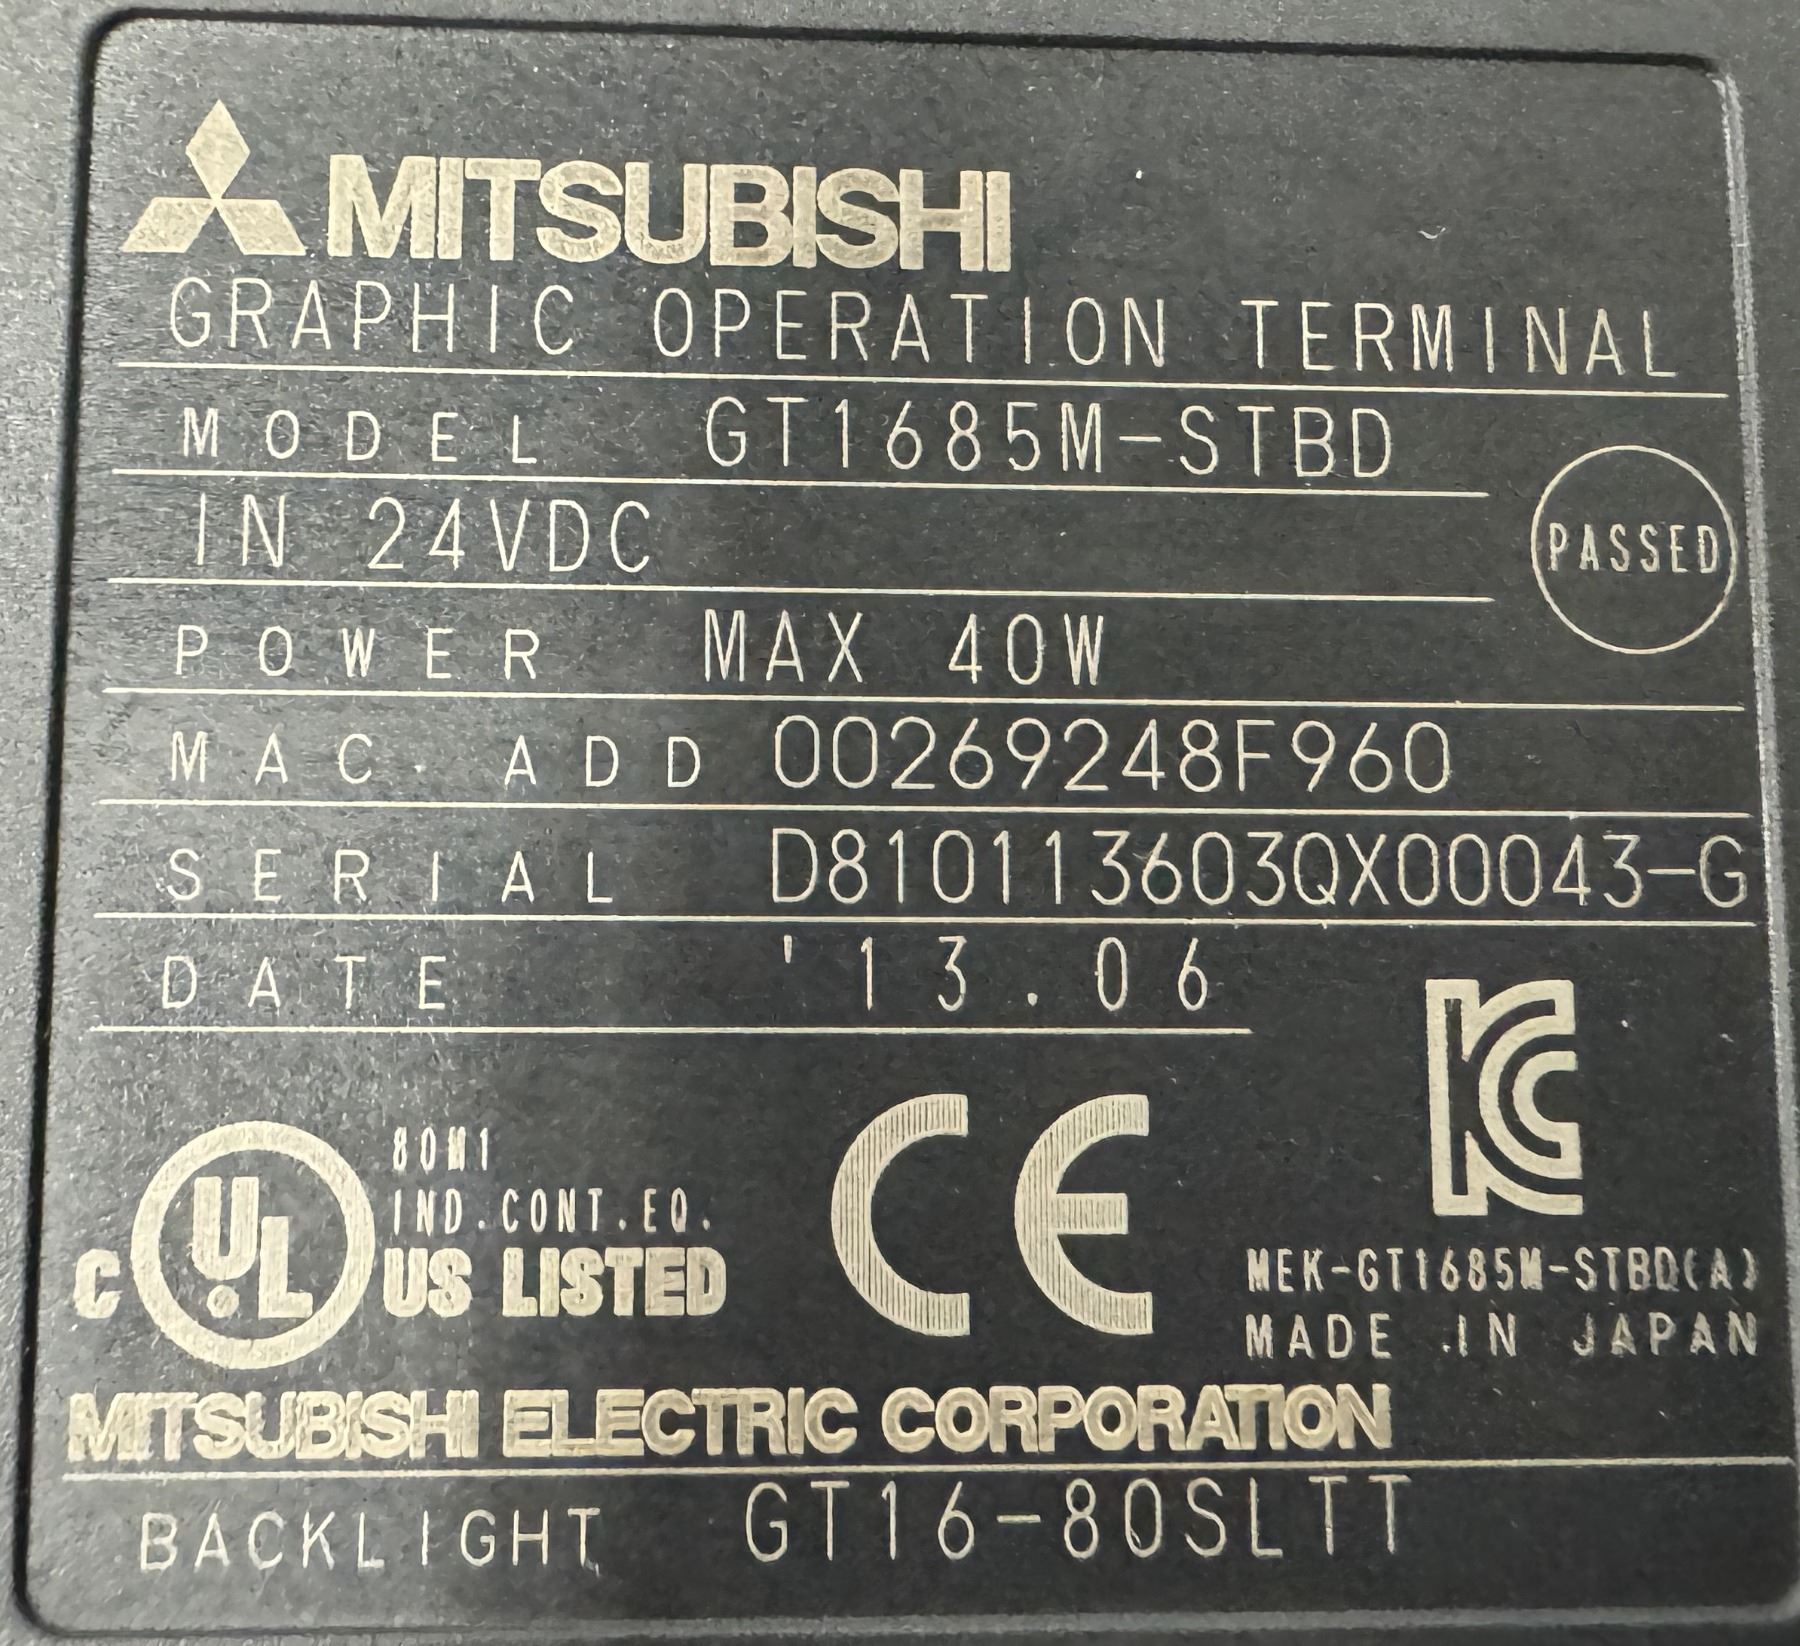 MITSUBISHI
GRAPHIC OPERATION TERMINAL
MODEL GT1685M-STBD
IN 24VDC
PASSED
POWER MAX 40W
MAC. ADD 00269248F960
SERIAL D810113603QX00043-G
DATE '13.06
80M1
IND.CONT.EQ.
C UL US LISTED
CE
KC
MEK-GT1685M-STBD(A)
MADE IN JAPAN
MITSUBISHI ELECTRIC CORPORATION
BACKLIGHT GT16-80SLTT